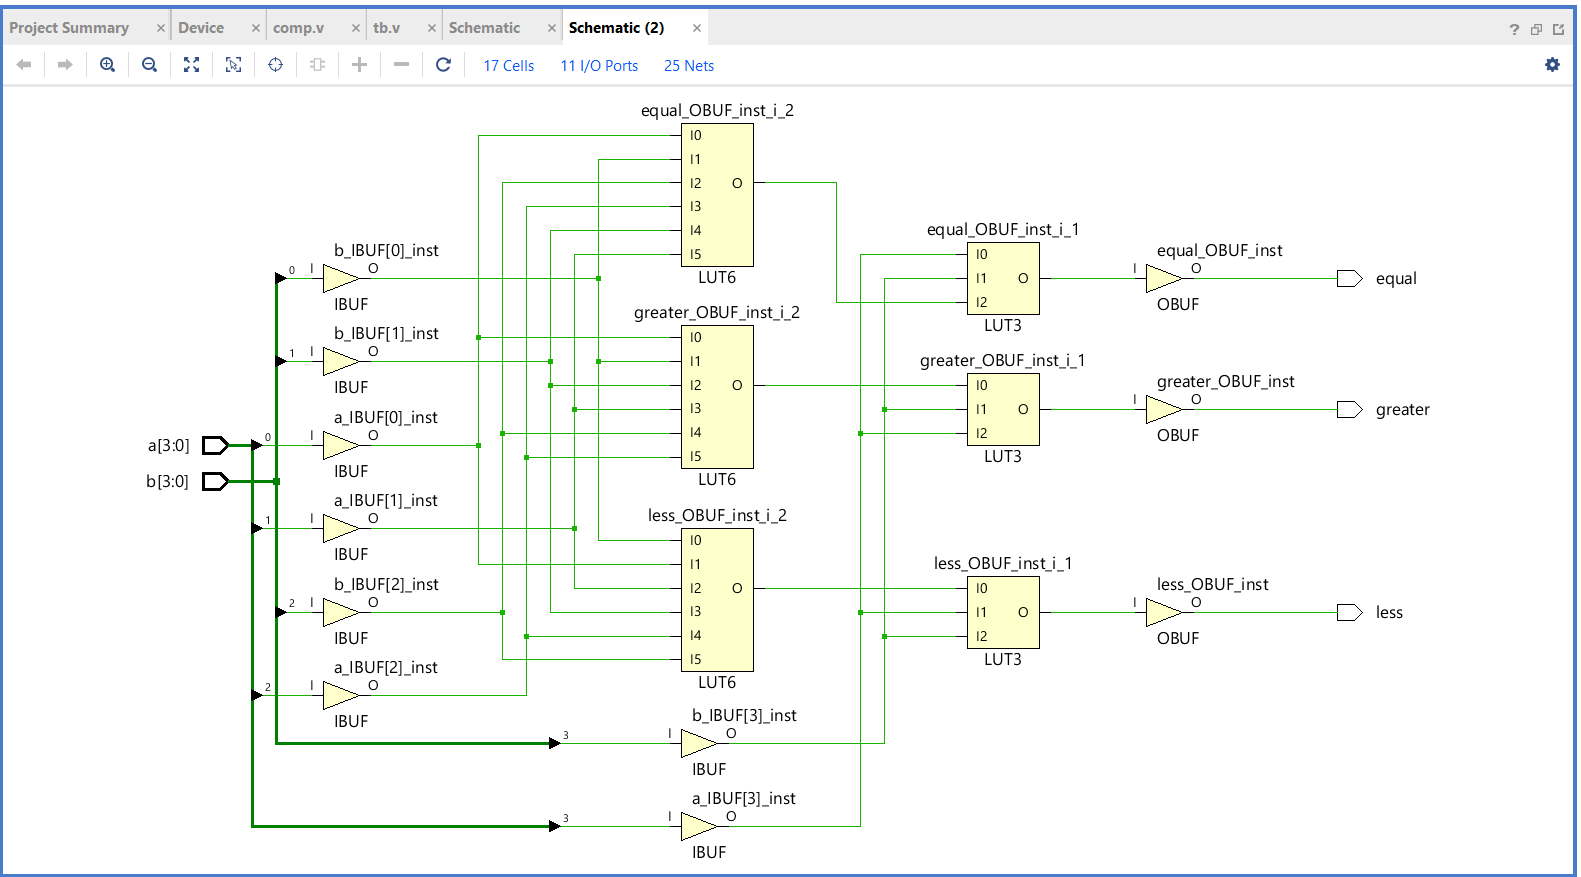 Project Summary × Device × comp.v × tb.v × Schematic × Schematic (2) × ?
17 Cells 11 I/O Ports 25 Nets
equal_OBUF_inst_i_2
I0
I1
I2 O
I3
I4
I5
LUT6
b_IBUF[0]_inst
0 I O
IBUF
equal_OBUF_inst_i_1
I0
I1 O
I2
LUT3
equal_OBUF_inst
I O
equal
OBUF
greater_OBUF_inst_i_2
I0
I1
I2 O
I3
I4
I5
LUT6
b_IBUF[1]_inst
1 I O
IBUF
greater_OBUF_inst_i_1
I0
I1 O
I2
LUT3
greater_OBUF_inst
I O
greater
OBUF
a_IBUF[0]_inst
0 I O
IBUF
a[3:0]
b[3:0]
a_IBUF[1]_inst
1 I O
IBUF
less_OBUF_inst_i_2
I0
I1
I2 O
I3
I4
I5
LUT6
less_OBUF_inst_i_1
I0
I1 O
I2
LUT3
less_OBUF_inst
I O
less
OBUF
b_IBUF[2]_inst
2 I O
IBUF
a_IBUF[2]_inst
2 I O
IBUF
b_IBUF[3]_inst
3 I O
IBUF
a_IBUF[3]_inst
3 I O
IBUF